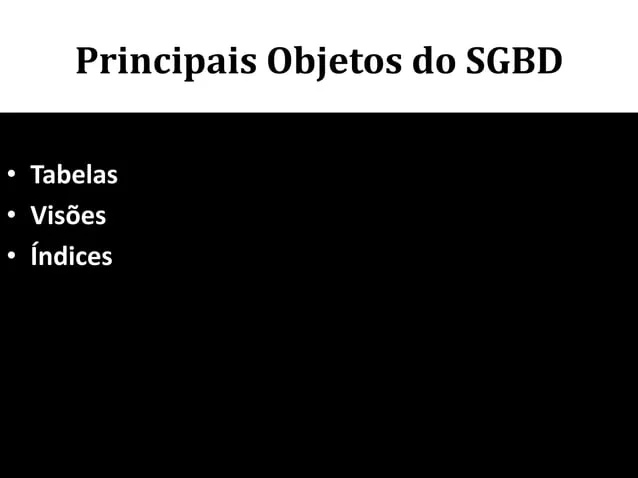 Principais Objetos do SGBD
• Tabelas
• Visões
• Índices